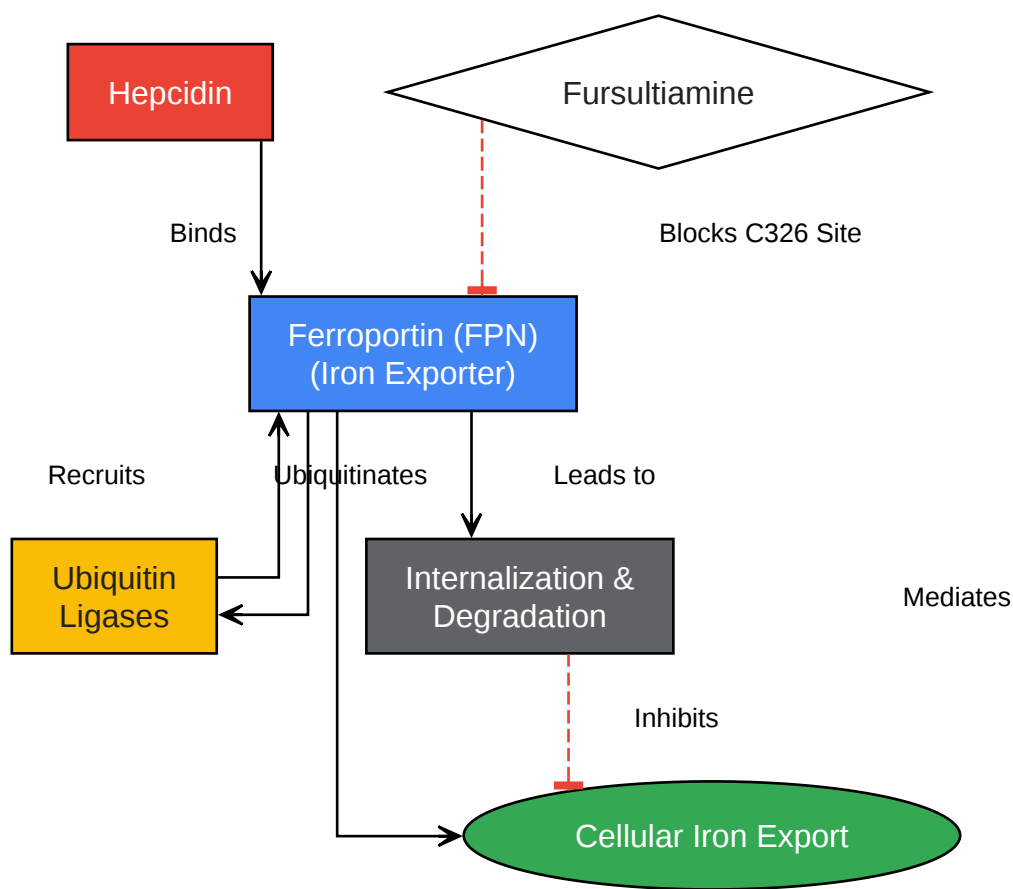 Hepcidin
Fursultiamine
Binds
Blocks C326 Site
Ferroportin (FPN)
(Iron Exporter)
Recruits
Ubiquitinates
Leads to
Ubiquitin
Ligases
Internalization &
Degradation
Mediates
Inhibits
Cellular Iron Export